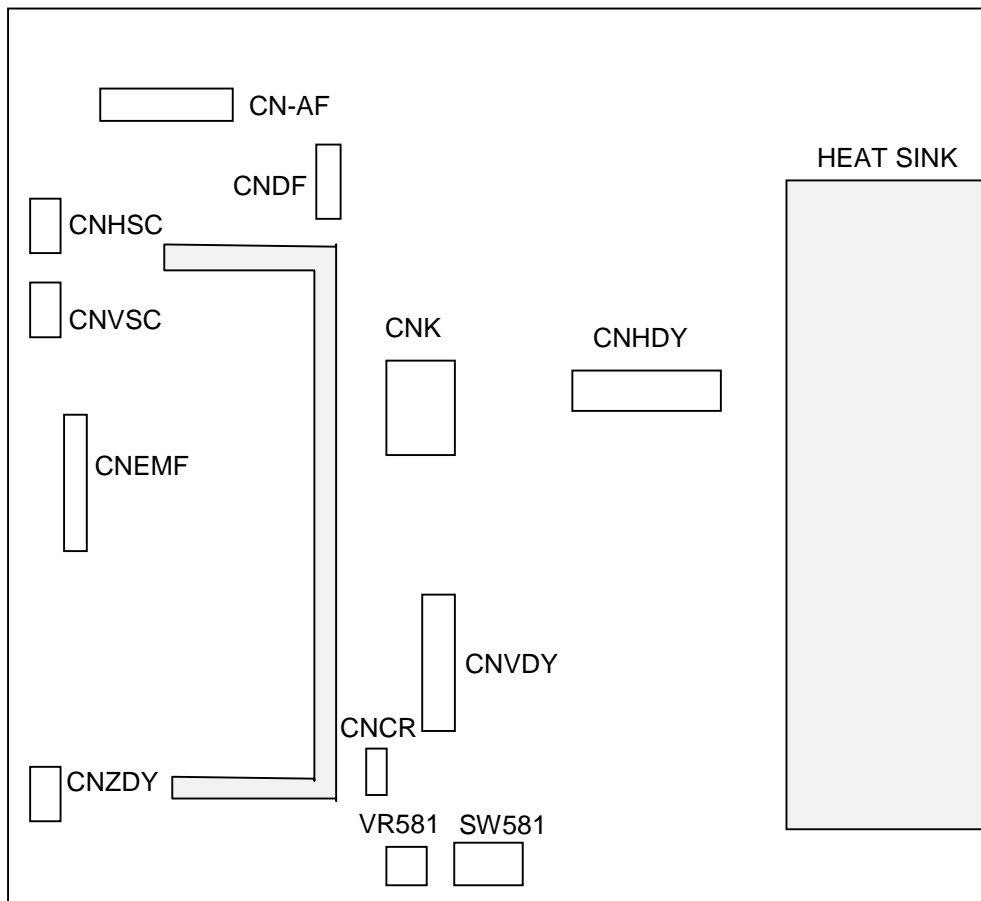 CN-AF
HEAT SINK
CNDF
CNHSC
CNVSC
CNK
CNHDY
CNEMF
CNVDY
CNCR
CNZDY
VR581
SW581